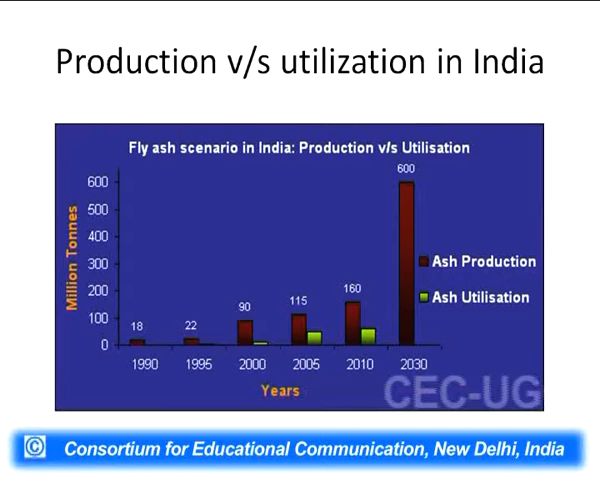 Production v/s utilization in India
Fly ash scenario in India: Production v/s Utilisation
Million Tonnes
600
500
400
300
200
100
0
18
22
90
115
160
600
Ash Production
Ash Utilisation
1990 1995 2000 2005 2010 2030
Years
CEC-UG
© Consortium for Educational Communication, New Delhi, India